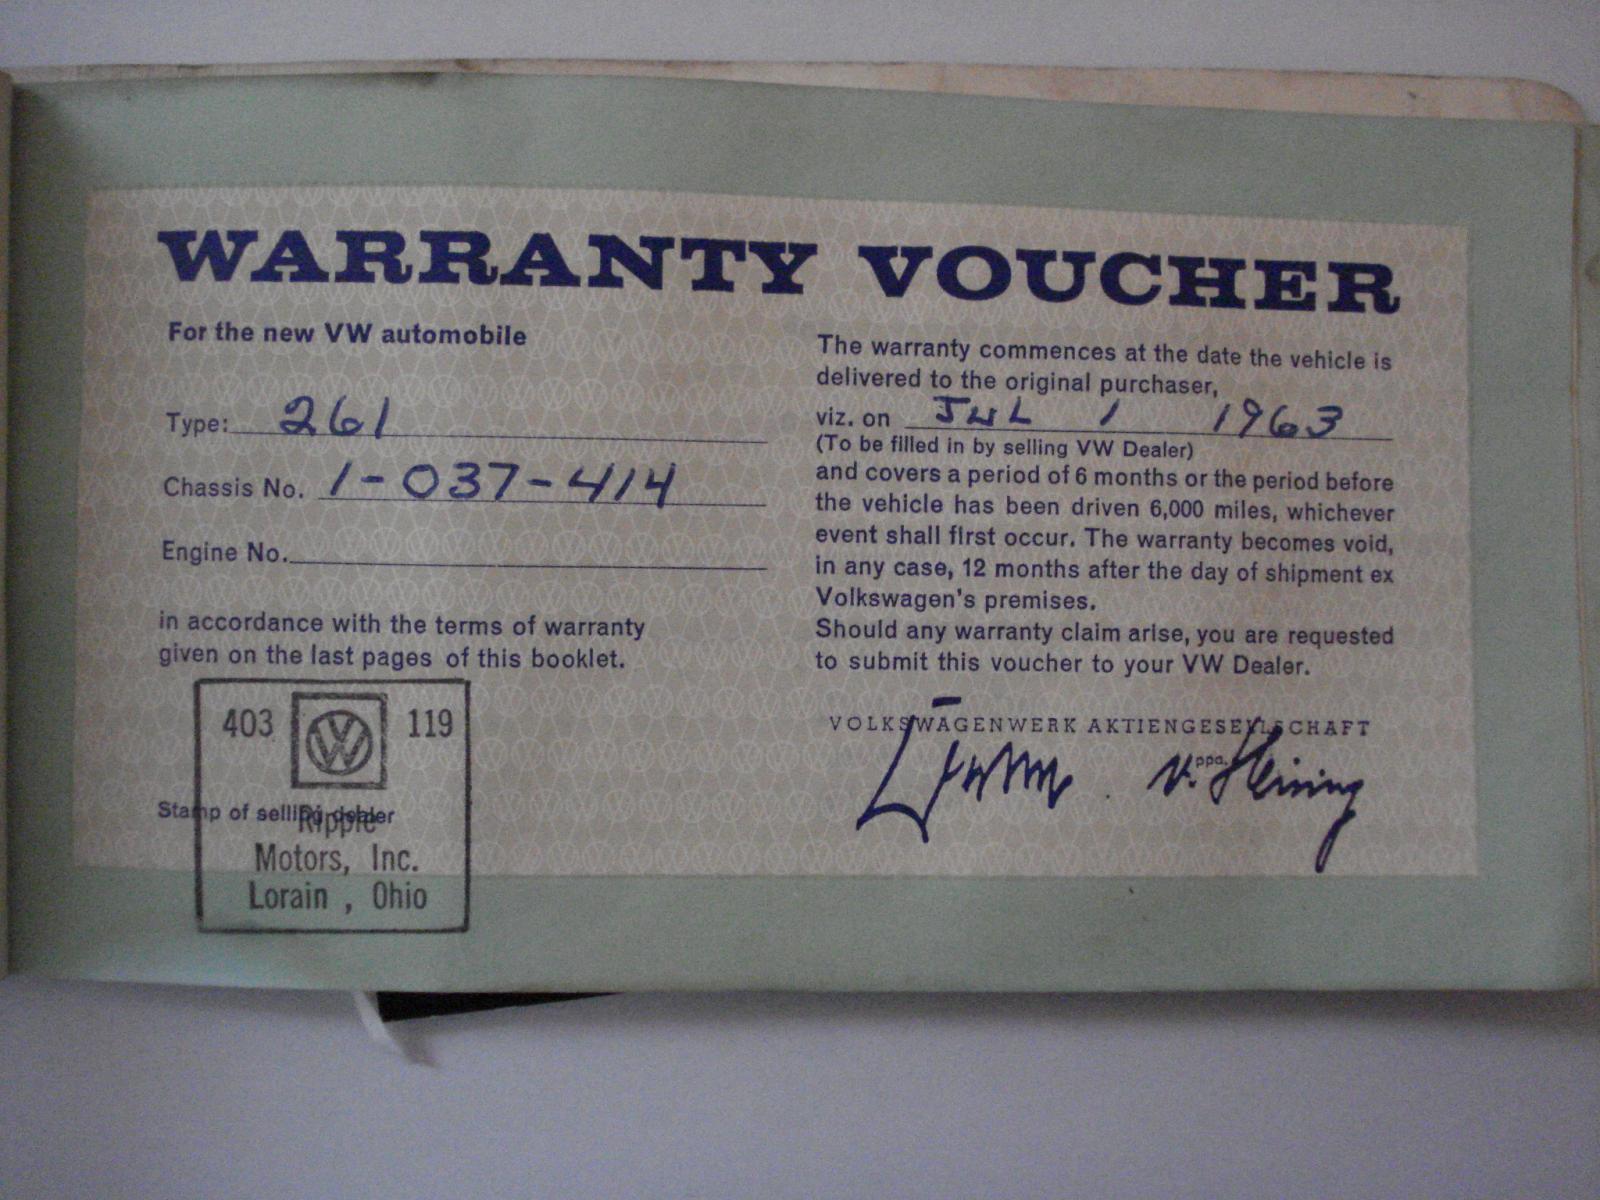 WARRANTY VOUCHER
For the new VW automobile
Type: 261
Chassis No. 1-037-414
Engine No.
in accordance with the terms of warranty
given on the last pages of this booklet.
403 VW 119
Stamp of selling dealer
Ripple
Motors, Inc.
Lorain , Ohio
The warranty commences at the date the vehicle is
delivered to the original purchaser,
viz. on JUL 1 1963
(To be filled in by selling VW Dealer)
and covers a period of 6 months or the period before
the vehicle has been driven 6,000 miles, whichever
event shall first occur. The warranty becomes void,
in any case, 12 months after the day of shipment ex
Volkswagen's premises.
Should any warranty claim arise, you are requested
to submit this voucher to your VW Dealer.
VOLKSWAGENWERK AKTIENGESELLSCHAFT
ppa.